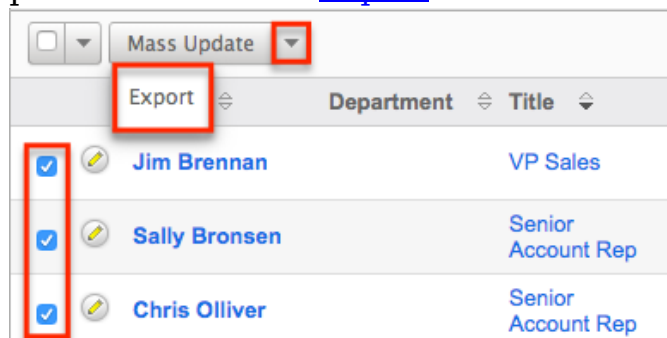 Mass Update
Export
Department Title
Jim Brennan VP Sales
Sally Bronsen Senior
Account Rep
Chris Olliver Senior
Account Rep